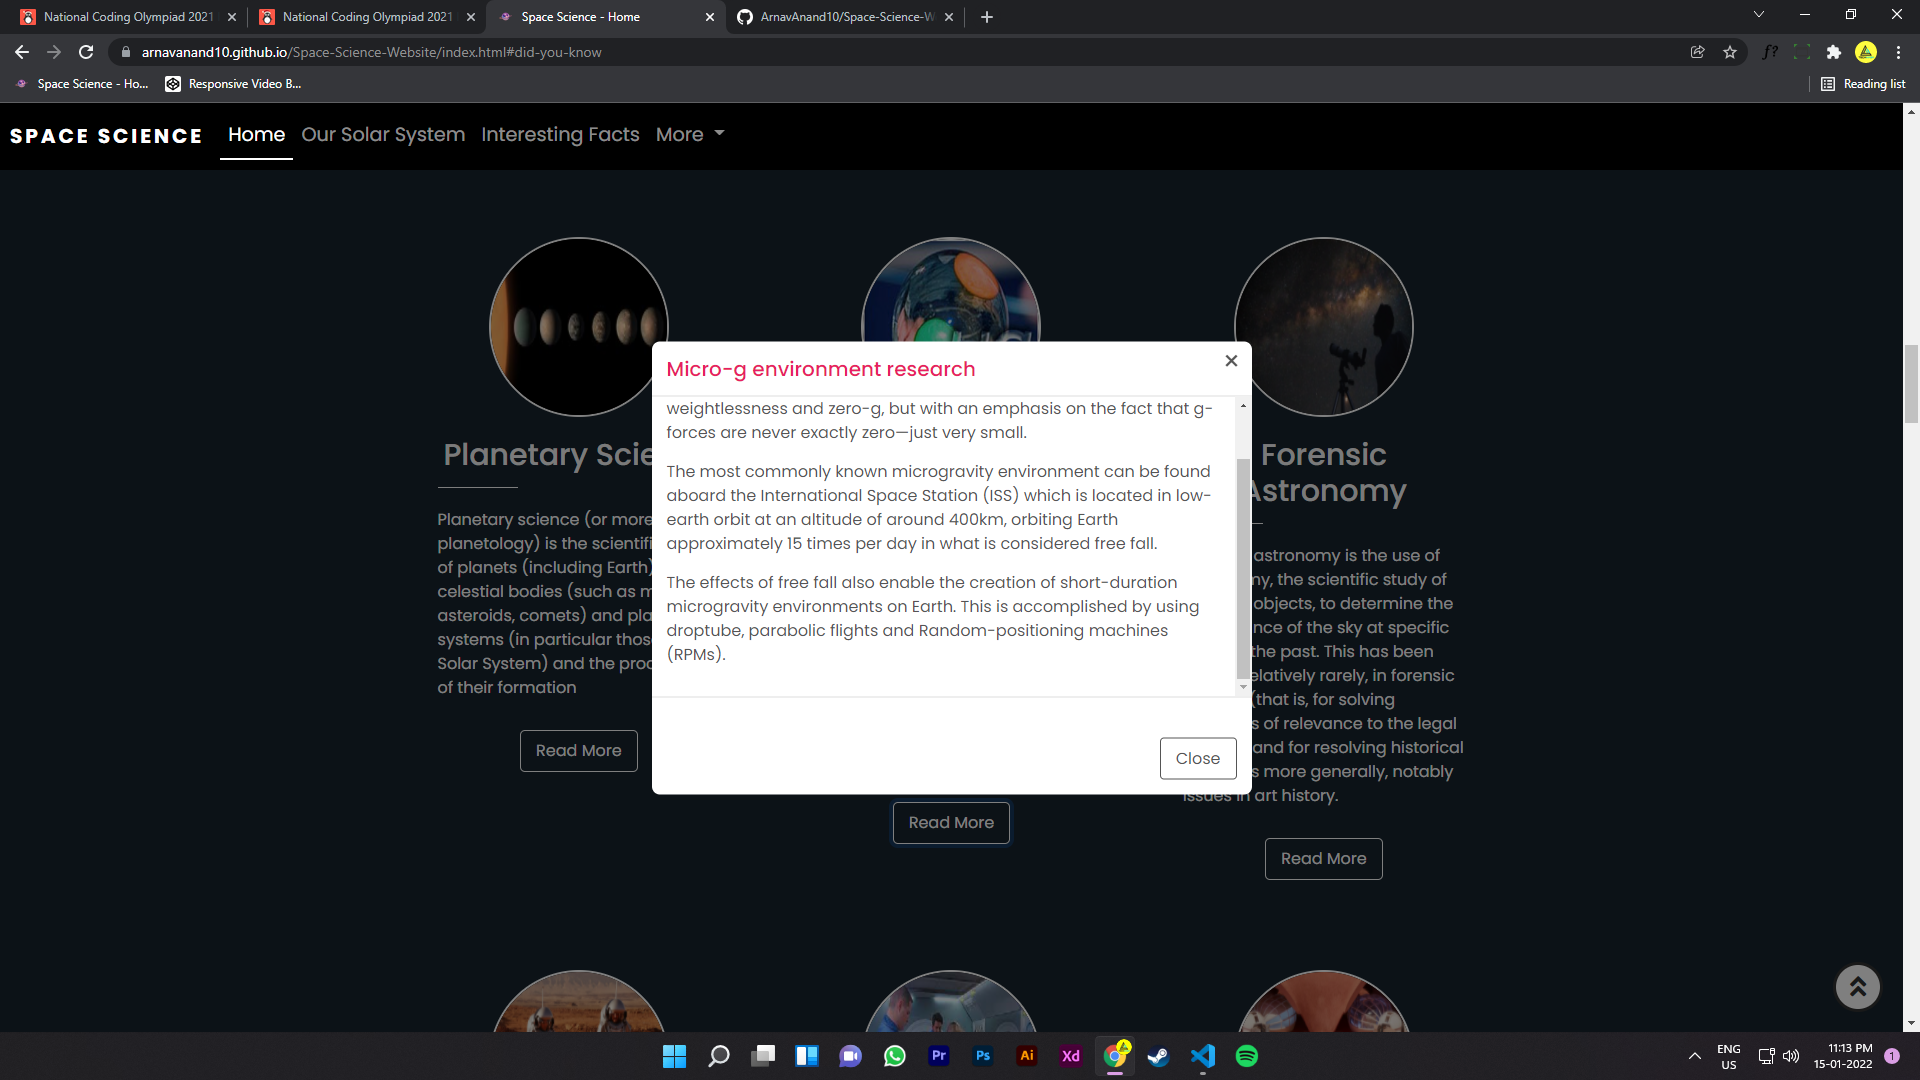 National Coding Olympiad 2021
National Coding Olympiad 2021
Space Science - Home
ArnavAnand10/Space-Science-W
arnavanand10.github.io/Space-Science-Website/index.html#did-you-know
f?
Space Science - Ho...
Responsive Video B...
Reading list
SPACE SCIENCE
Home
Our Solar System
Interesting Facts
More
Micro-g environment research
weightlessness and zero-g, but with an emphasis on the fact that g-
forces are never exactly zero—just very small.
The most commonly known microgravity environment can be found
aboard the International Space Station (ISS) which is located in low-
earth orbit at an altitude of around 400km, orbiting Earth
approximately 15 times per day in what is considered free fall.
The effects of free fall also enable the creation of short-duration
microgravity environments on Earth. This is accomplished by using
droptube, parabolic flights and Random-positioning machines
(RPMs).
Close
Planetary Scie
Planetary science (or more
planetology) is the scientif
of planets (including Earth)
celestial bodies (such as m
asteroids, comets) and pla
systems (in particular thos
Solar System) and the proc
of their formation
Read More
Read More
Forensic
Astronomy
astronomy is the use of
ny, the scientific study of
objects, to determine the
nce of the sky at specific
the past. This has been
elatively rarely, in forensic
(that is, for solving
s of relevance to the legal
and for resolving historical
s more generally, notably
issues in art history.
Read More
Pr
Ps
Ai
Xd
ENG
US
11:13 PM
15-01-2022
1